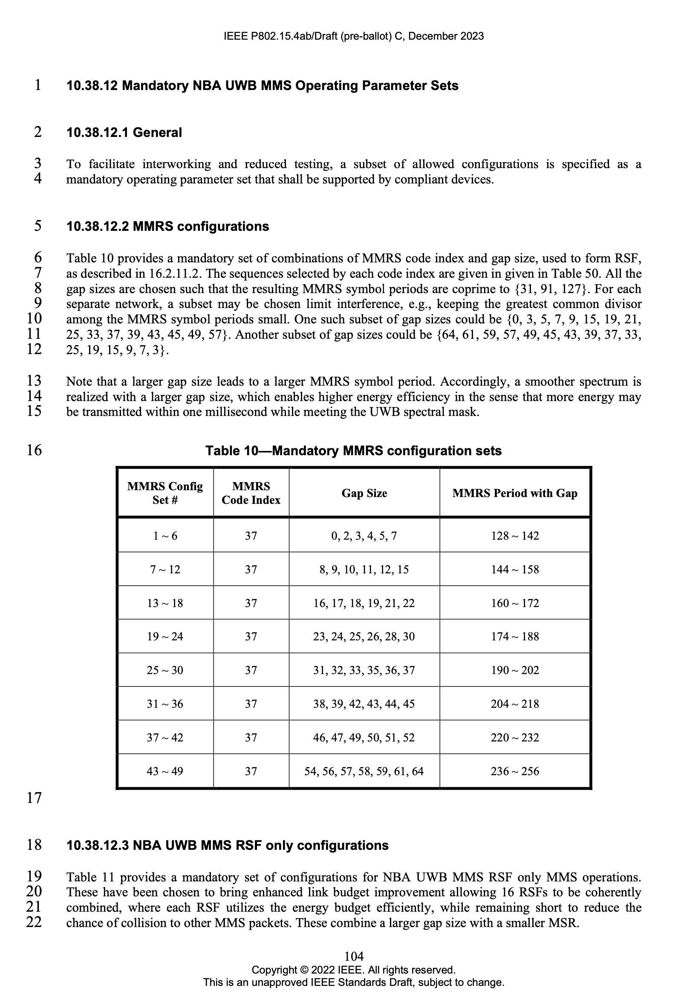 IEEE P802.15.4ab/Draft (pre-ballot) C, December 2023
1 10.38.12 Mandatory NBA UWB MMS Operating Parameter Sets
2 10.38.12.1 General
3 To facilitate interworking and reduced testing, a subset of allowed configurations is specified as a
4 mandatory operating parameter set that shall be supported by compliant devices.
5 10.38.12.2 MMRS configurations
6 Table 10 provides a mandatory set of combinations of MMRS code index and gap size, used to form RSF,
7 as described in 16.2.11.2. The sequences selected by each code index are given in given in Table 50. All the
8 gap sizes are chosen such that the resulting MMRS symbol periods are coprime to {31, 91, 127}. For each
9 separate network, a subset may be chosen limit interference, e.g., keeping the greatest common divisor
10 among the MMRS symbol periods small. One such subset of gap sizes could be {0, 3, 5, 7, 9, 15, 19, 21,
11 25, 33, 37, 39, 43, 45, 49, 57}. Another subset of gap sizes could be {64, 61, 59, 57, 49, 45, 43, 39, 37, 33,
12 25, 19, 15, 9, 7, 3}.
13 Note that a larger gap size leads to a larger MMRS symbol period. Accordingly, a smoother spectrum is
14 realized with a larger gap size, which enables higher energy efficiency in the sense that more energy may
15 be transmitted within one millisecond while meeting the UWB spectral mask.
16 Table 10—Mandatory MMRS configuration sets
MMRS Config Set # MMRS Code Index Gap Size MMRS Period with Gap
1 ~ 6 37 0, 2, 3, 4, 5, 7 128 ~ 142
7 ~ 12 37 8, 9, 10, 11, 12, 15 144 ~ 158
13 ~ 18 37 16, 17, 18, 19, 21, 22 160 ~ 172
19 ~ 24 37 23, 24, 25, 26, 28, 30 174 ~ 188
25 ~ 30 37 31, 32, 33, 35, 36, 37 190 ~ 202
31 ~ 36 37 38, 39, 42, 43, 44, 45 204 ~ 218
37 ~ 42 37 46, 47, 49, 50, 51, 52 220 ~ 232
43 ~ 49 37 54, 56, 57, 58, 59, 61, 64 236 ~ 256
17
18 10.38.12.3 NBA UWB MMS RSF only configurations
19 Table 11 provides a mandatory set of configurations for NBA UWB MMS RSF only MMS operations.
20 These have been chosen to bring enhanced link budget improvement allowing 16 RSFs to be coherently
21 combined, where each RSF utilizes the energy budget efficiently, while remaining short to reduce the
22 chance of collision to other MMS packets. These combine a larger gap size with a smaller MSR.
104
Copyright © 2022 IEEE. All rights reserved.
This is an unapproved IEEE Standards Draft, subject to change.